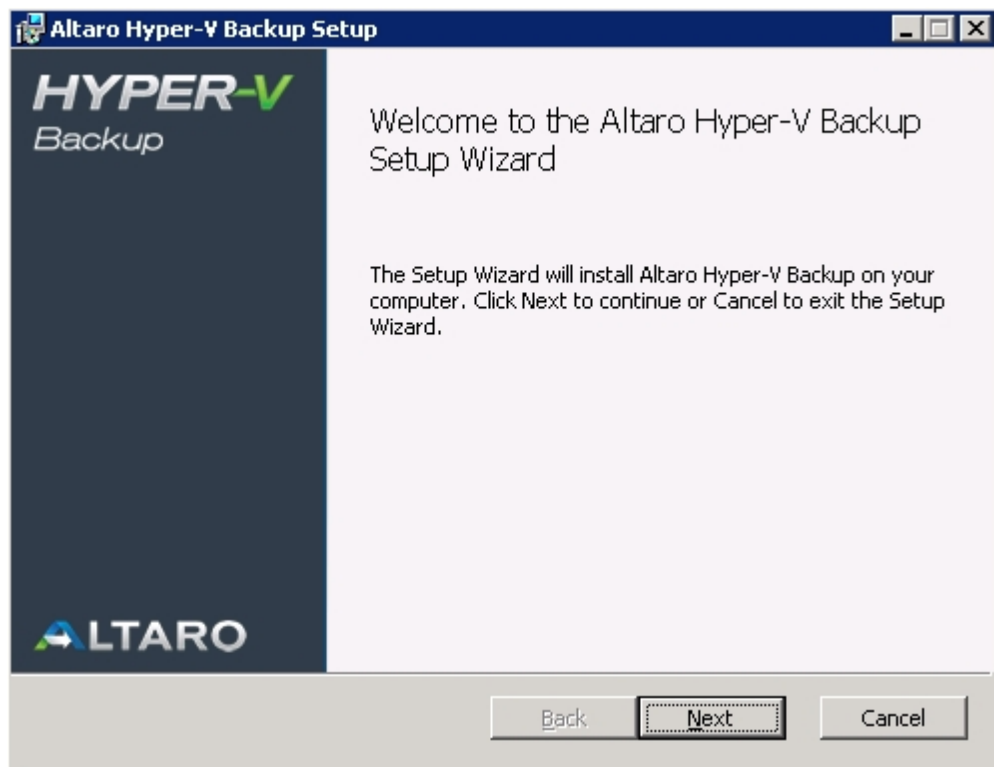 Altaro Hyper-V Backup Setup
HYPER-V
Backup
Welcome to the Altaro Hyper-V Backup
Setup Wizard
The Setup Wizard will install Altaro Hyper-V Backup on your
computer. Click Next to continue or Cancel to exit the Setup
Wizard.
ALTARO
Back
Next
Cancel